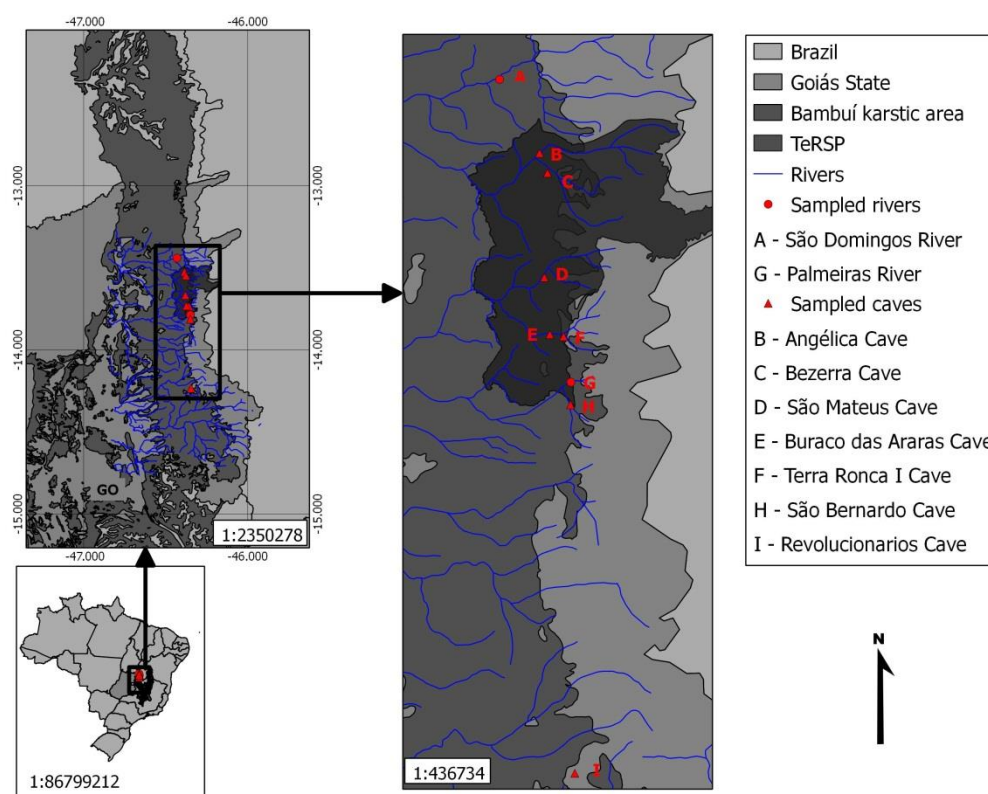 -47.000
-46.000
-13.000
-13.000
-14.000
-14.000
-15.000
-15.000
GO
1:2350278
-47.000
-46.000
1:86799212
A
B
C
D
E
F
G
H
I
1:436734
Brazil
Goiás State
Bambuí karstic area
TeRSP
Rivers
Sampled rivers
A - São Domingos River
G - Palmeiras River
Sampled caves
B - Angélica Cave
C - Bezerra Cave
D - São Mateus Cave
E - Buraco das Araras Cave
F - Terra Ronca I Cave
H - São Bernardo Cave
I - Revolucionarios Cave
N